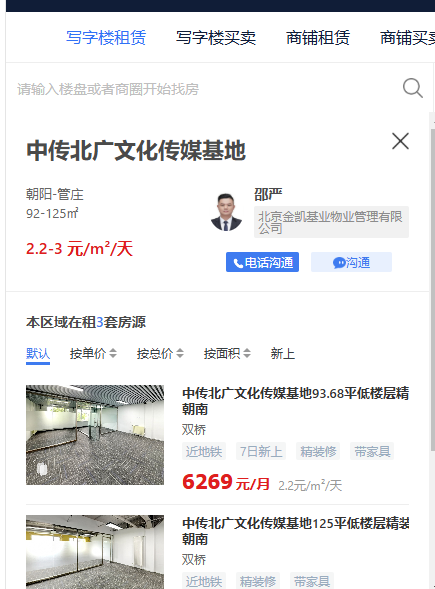 写字楼租赁 写字楼买卖 商铺租赁 商铺买
请输入楼盘或者商圈开始找房
中传北广文化传媒基地
朝阳-管庄
92-125㎡
2.2-3 元/m²/天
邵严
北京金凯基业物业管理有限
公司
电话沟通 沟通
本区域在租3套房源
默认 按单价 按总价 按面积 新上
中传北广文化传媒基地93.68平低楼层精
朝南
双桥
近地铁 7日新上 精装修 带家具
6269 元/月 2.2元/m²/天
中传北广文化传媒基地125平低楼层精装
朝南
双桥
近地铁 精装修 带家具